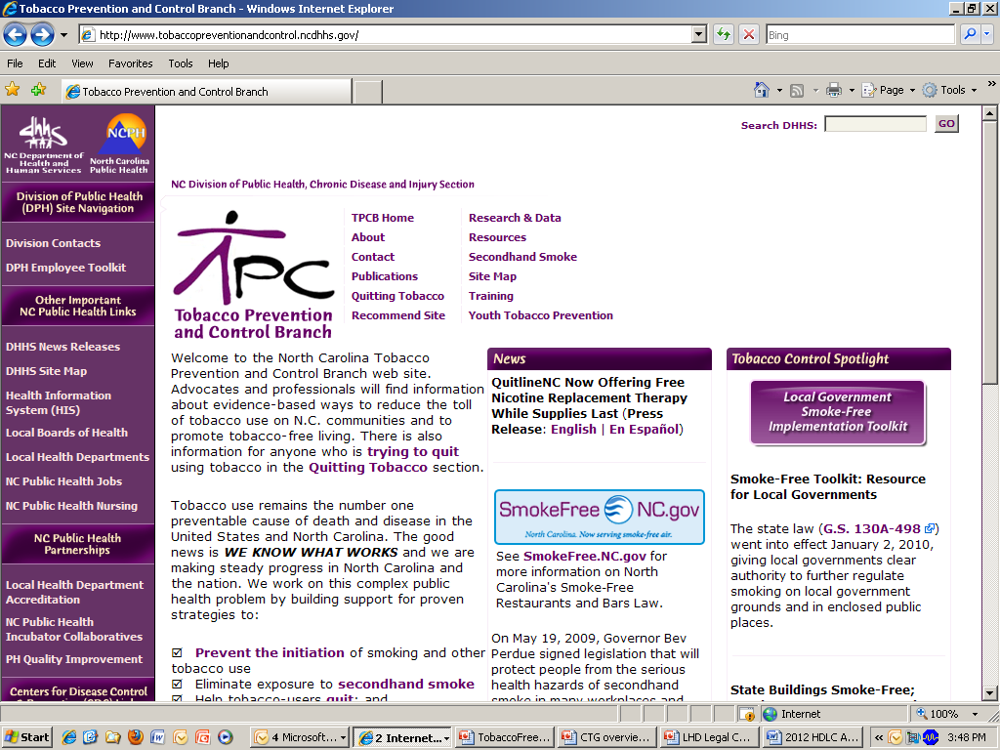 Tobacco Prevention and Control Branch - Windows Internet Explorer
http://www.tobaccopreventionandcontrol.ncdhhs.gov/
Bing
File Edit View Favorites Tools Help
Tobacco Prevention and Control Branch
Page Tools »
dhhs
NC Department of
Health and
Human Services
NCPH
North Carolina
Public Health
Division of Public Health
(DPH) Site Navigation
Division Contacts
DPH Employee Toolkit
Other Important
NC Public Health Links
DHHS News Releases
DHHS Site Map
Health Information
System (HIS)
Local Boards of Health
Local Health Departments
NC Public Health Jobs
NC Public Health Nursing
NC Public Health
Partnerships
Local Health Department
Accreditation
NC Public Health
Incubator Collaboratives
PH Quality Improvement
Centers for Disease Control
Search DHHS: GO
NC Division of Public Health, Chronic Disease and Injury Section
TPC
Tobacco Prevention
and Control Branch
TPCB Home
About
Contact
Publications
Quitting Tobacco
Recommend Site
Research & Data
Resources
Secondhand Smoke
Site Map
Training
Youth Tobacco Prevention
Welcome to the North Carolina Tobacco
Prevention and Control Branch web site.
Advocates and professionals will find information
about evidence-based ways to reduce the toll
of tobacco use on N.C. communities and to
promote tobacco-free living. There is also
information for anyone who is trying to quit
using tobacco in the Quitting Tobacco section.
Tobacco use remains the number one
preventable cause of death and disease in the
United States and North Carolina. The good
news is WE KNOW WHAT WORKS and we are
making steady progress in North Carolina and
the nation. We work on this complex public
health problem by building support for proven
strategies to:
Prevent the initiation of smoking and other
tobacco use
Eliminate exposure to secondhand smoke
Help tobacco-users quit; and
News
QuitlineNC Now Offering Free
Nicotine Replacement Therapy
While Supplies Last (Press
Release: English | En Español)
SmokeFree NC.gov
North Carolina. Now serving smoke-free air.
See SmokeFree.NC.gov for
more information on North
Carolina's Smoke-Free
Restaurants and Bars Law.
On May 19, 2009, Governor Bev
Perdue signed legislation that will
protect people from the serious
health hazards of secondhand
smoke in many workplaces and
Tobacco Control Spotlight
Local Government
Smoke-Free
Implementation Toolkit
Smoke-Free Toolkit: Resource
for Local Governments
The state law (G.S. 130A-498)
went into effect January 2, 2010,
giving local governments clear
authority to further regulate
smoking on local government
grounds and in enclosed public
places.
State Buildings Smoke-Free;
Internet 100%
Start 4 Microsoft... 2 Internet... TobaccoFree... CTG overvie... LHD Legal C... 2012 HDLC A... « 3:48 PM